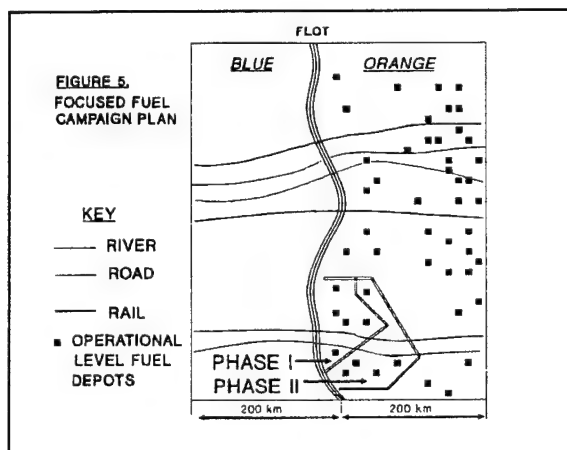 FLOT
BLUE
ORANGE
FIGURE 5.
FOCUSED FUEL
CAMPAIGN PLAN
KEY
RIVER
ROAD
RAIL
OPERATIONAL
LEVEL FUEL
DEPOTS
PHASE I
PHASE II
200 km
200 km